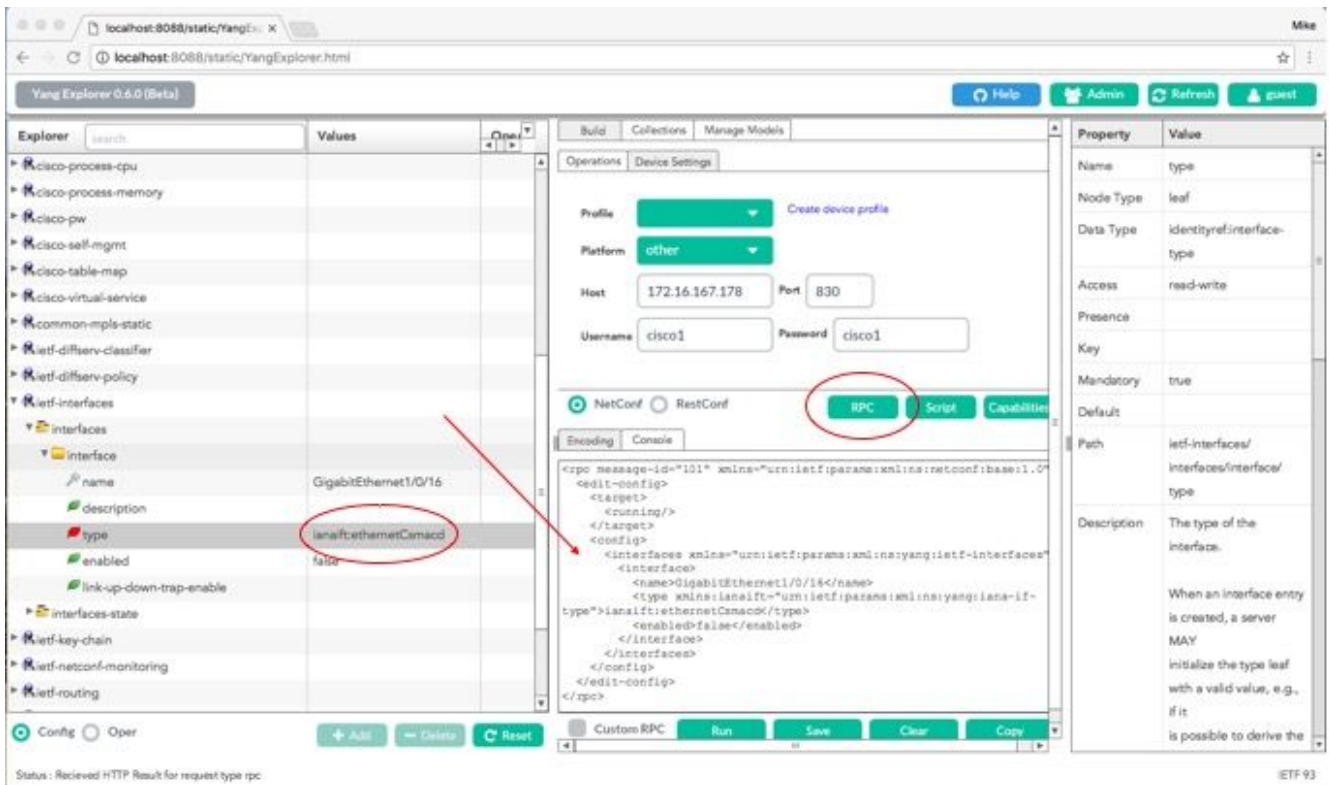 localhost:8088/static/YangEx
Mike
localhost:8088/static/YangExplorer.html
Yang Explorer 0.6.0 (Beta)
Help
Admin
Refresh
guest
Explorer
search
Values
Oper
cisco-process-cpu
cisco-process-memory
cisco-pw
cisco-self-mgmt
cisco-table-map
cisco-virtual-service
common-mpls-static
ietf-diffserv-classifier
ietf-diffserv-policy
ietf-interfaces
interfaces
interface
name GigabitEthernet1/0/16
description
type ianaift:ethernetCsmacd
enabled false
link-up-down-trap-enable
interfaces-state
ietf-key-chain
ietf-netconf-monitoring
ietf-routing
Config Oper
Add
Delete
Reset
Build Collections Manage Models
Operations Device Settings
Profile Create device profile
Platform other
Host 172.16.167.178 Port 830
Username cisco1 Password cisco1
NetConf RestConf RPC Script Capabilities
Encoding Console
<rpc message-id="101" xmlns="urn:ietf:params:xml:ns:netconf:base:1.0"
<edit-config>
<target>
<running/>
</target>
<config>
<interfaces xmlns="urn:ietf:params:xml:ns:yang:ietf-interfaces"
<interface>
<name>GigabitEthernet1/0/16</name>
<type xmlns:ianaift="urn:ietf:params:xml:ns:yang:iana-if-
type">ianaift:ethernetCsmacd</type>
<enabled>false</enabled>
</interface>
</interfaces>
</config>
</edit-config>
</rpc>
Custom RPC Run Save Clear Copy
Property Value
Name type
Node Type leaf
Data Type identityref:interface-
type
Access read-write
Presence
Key
Mandatory true
Default
Path ietf-interfaces/
interfaces/interface/
type
Description The type of the
interface.
When an interface entry
is created, a server
MAY
initialize the type leaf
with a valid value, e.g.,
if it
is possible to derive the
Status : Recieved HTTP Result for request type rpc
IETF 93